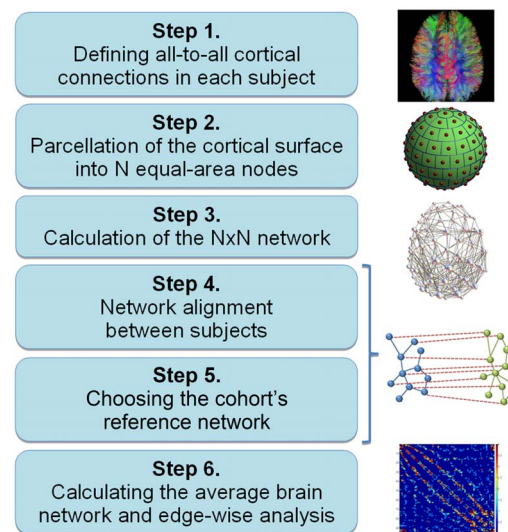 Step 1.
Defining all-to-all cortical
connections in each subject
Step 2.
Parcellation of the cortical surface
into N equal-area nodes
Step 3.
Calculation of the NxN network
Step 4.
Network alignment
between subjects
Step 5.
Choosing the cohort's
reference network
Step 6.
Calculating the average brain
network and edge-wise analysis